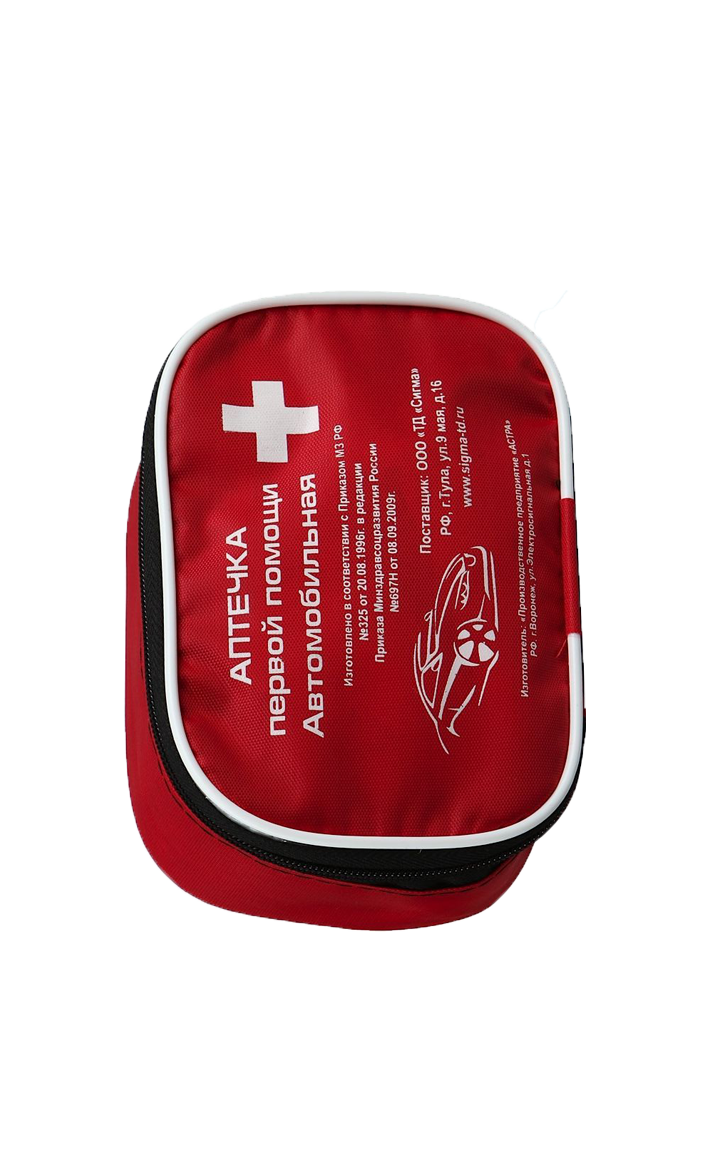 АПТЕЧКА
первой помощи
Автомобильная
Изготовлено в соответствии с Приказом МЗ РФ
№325 от 20.08.1996г. в редакции
Приказа Минздравсоцразвития России
№697Н от 08.09.2009г.
Поставщик: ООО «ТД «Сигма»
РФ, г.Тула, ул.9 мая, д.16
www.sigma-td.ru
Изготовитель: «Производственное предприятие «АСТРА»
РФ. г.Воронеж, ул.Электросигнальная д.1